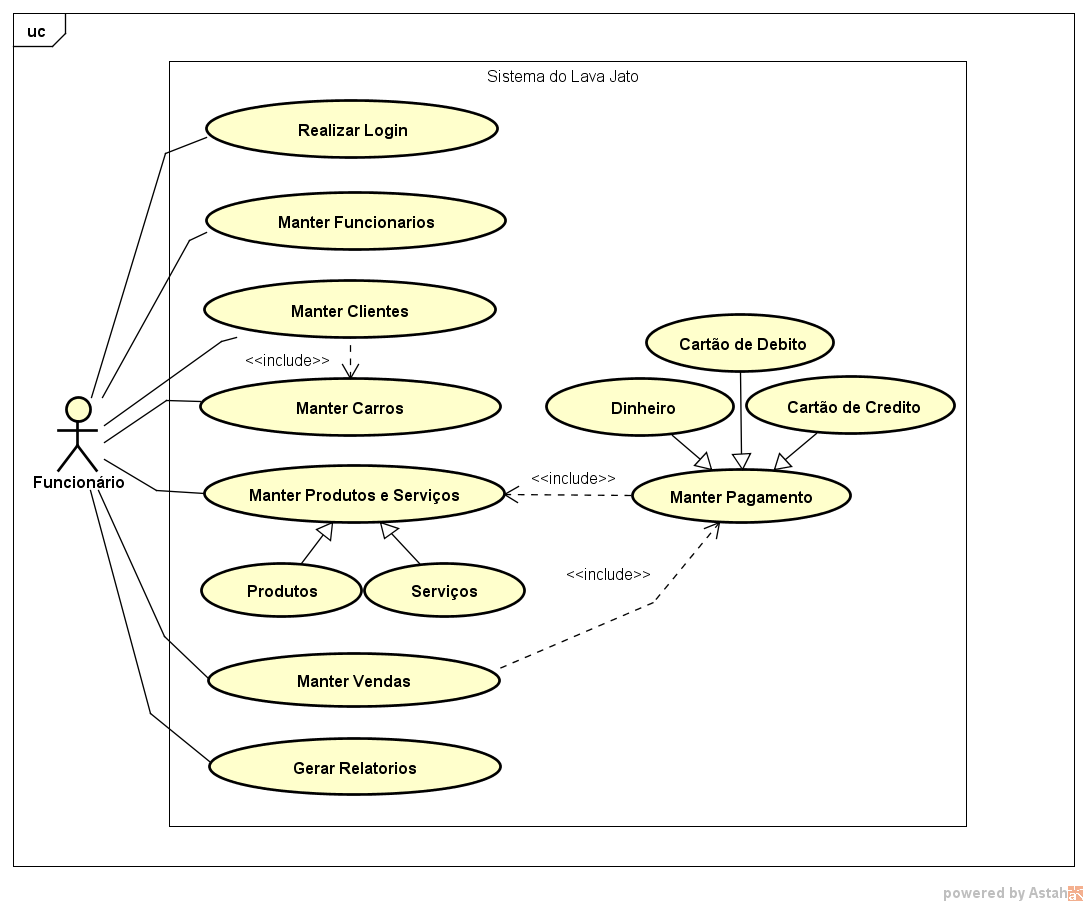 uc
Sistema do Lava Jato
Realizar Login
Manter Funcionarios
Manter Clientes
<<include>>
Manter Carros
Cartão de Debito
Dinheiro
Cartão de Credito
Funcionário
Manter Produtos e Serviços
<<include>>
Manter Pagamento
Produtos
Serviços
<<include>>
Manter Vendas
Gerar Relatorios
powered by Astah